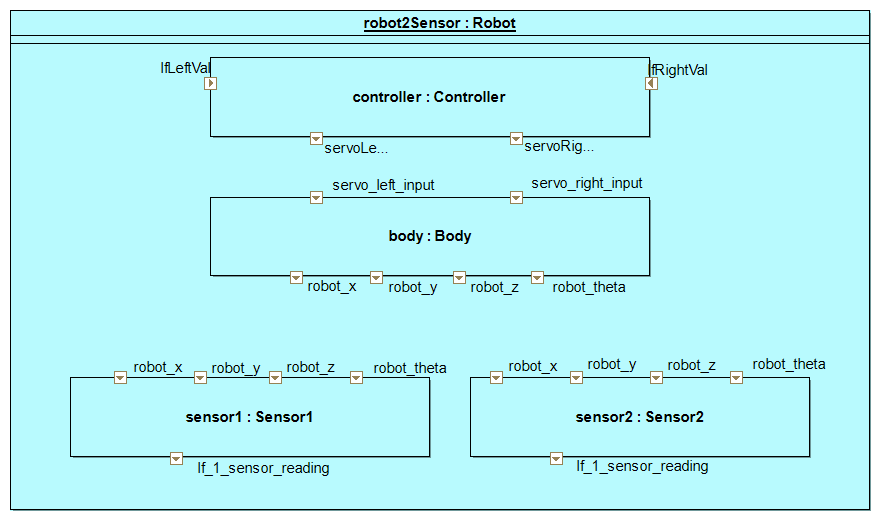 robot2Sensor : Robot
lfLeftVal
lfRightVal
controller : Controller
servoLe...
servoRig...
servo_left_input
servo_right_input
body : Body
robot_x
robot_y
robot_z
robot_theta
robot_x
robot_y
robot_z
robot_theta
robot_x
robot_y
robot_z
robot_theta
sensor1 : Sensor1
sensor2 : Sensor2
lf_1_sensor_reading
lf_1_sensor_reading